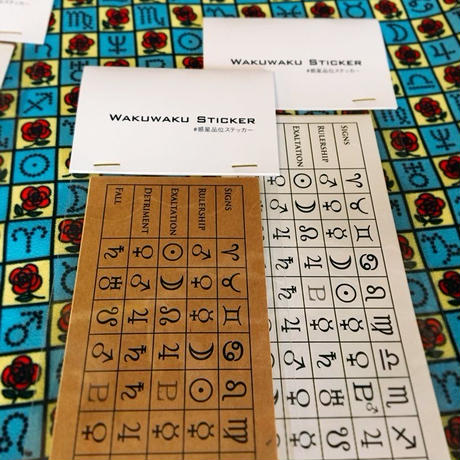 WAKUWAKU STICKER
#惑星品位ステッカー
WAKUWAKU STICKER
#惑星品位ステッカー
SIGNS
RULERSHIP
EXALTATION
SIGNS
RULERSHIP
EXALTATION
DETRIMENT
FALL